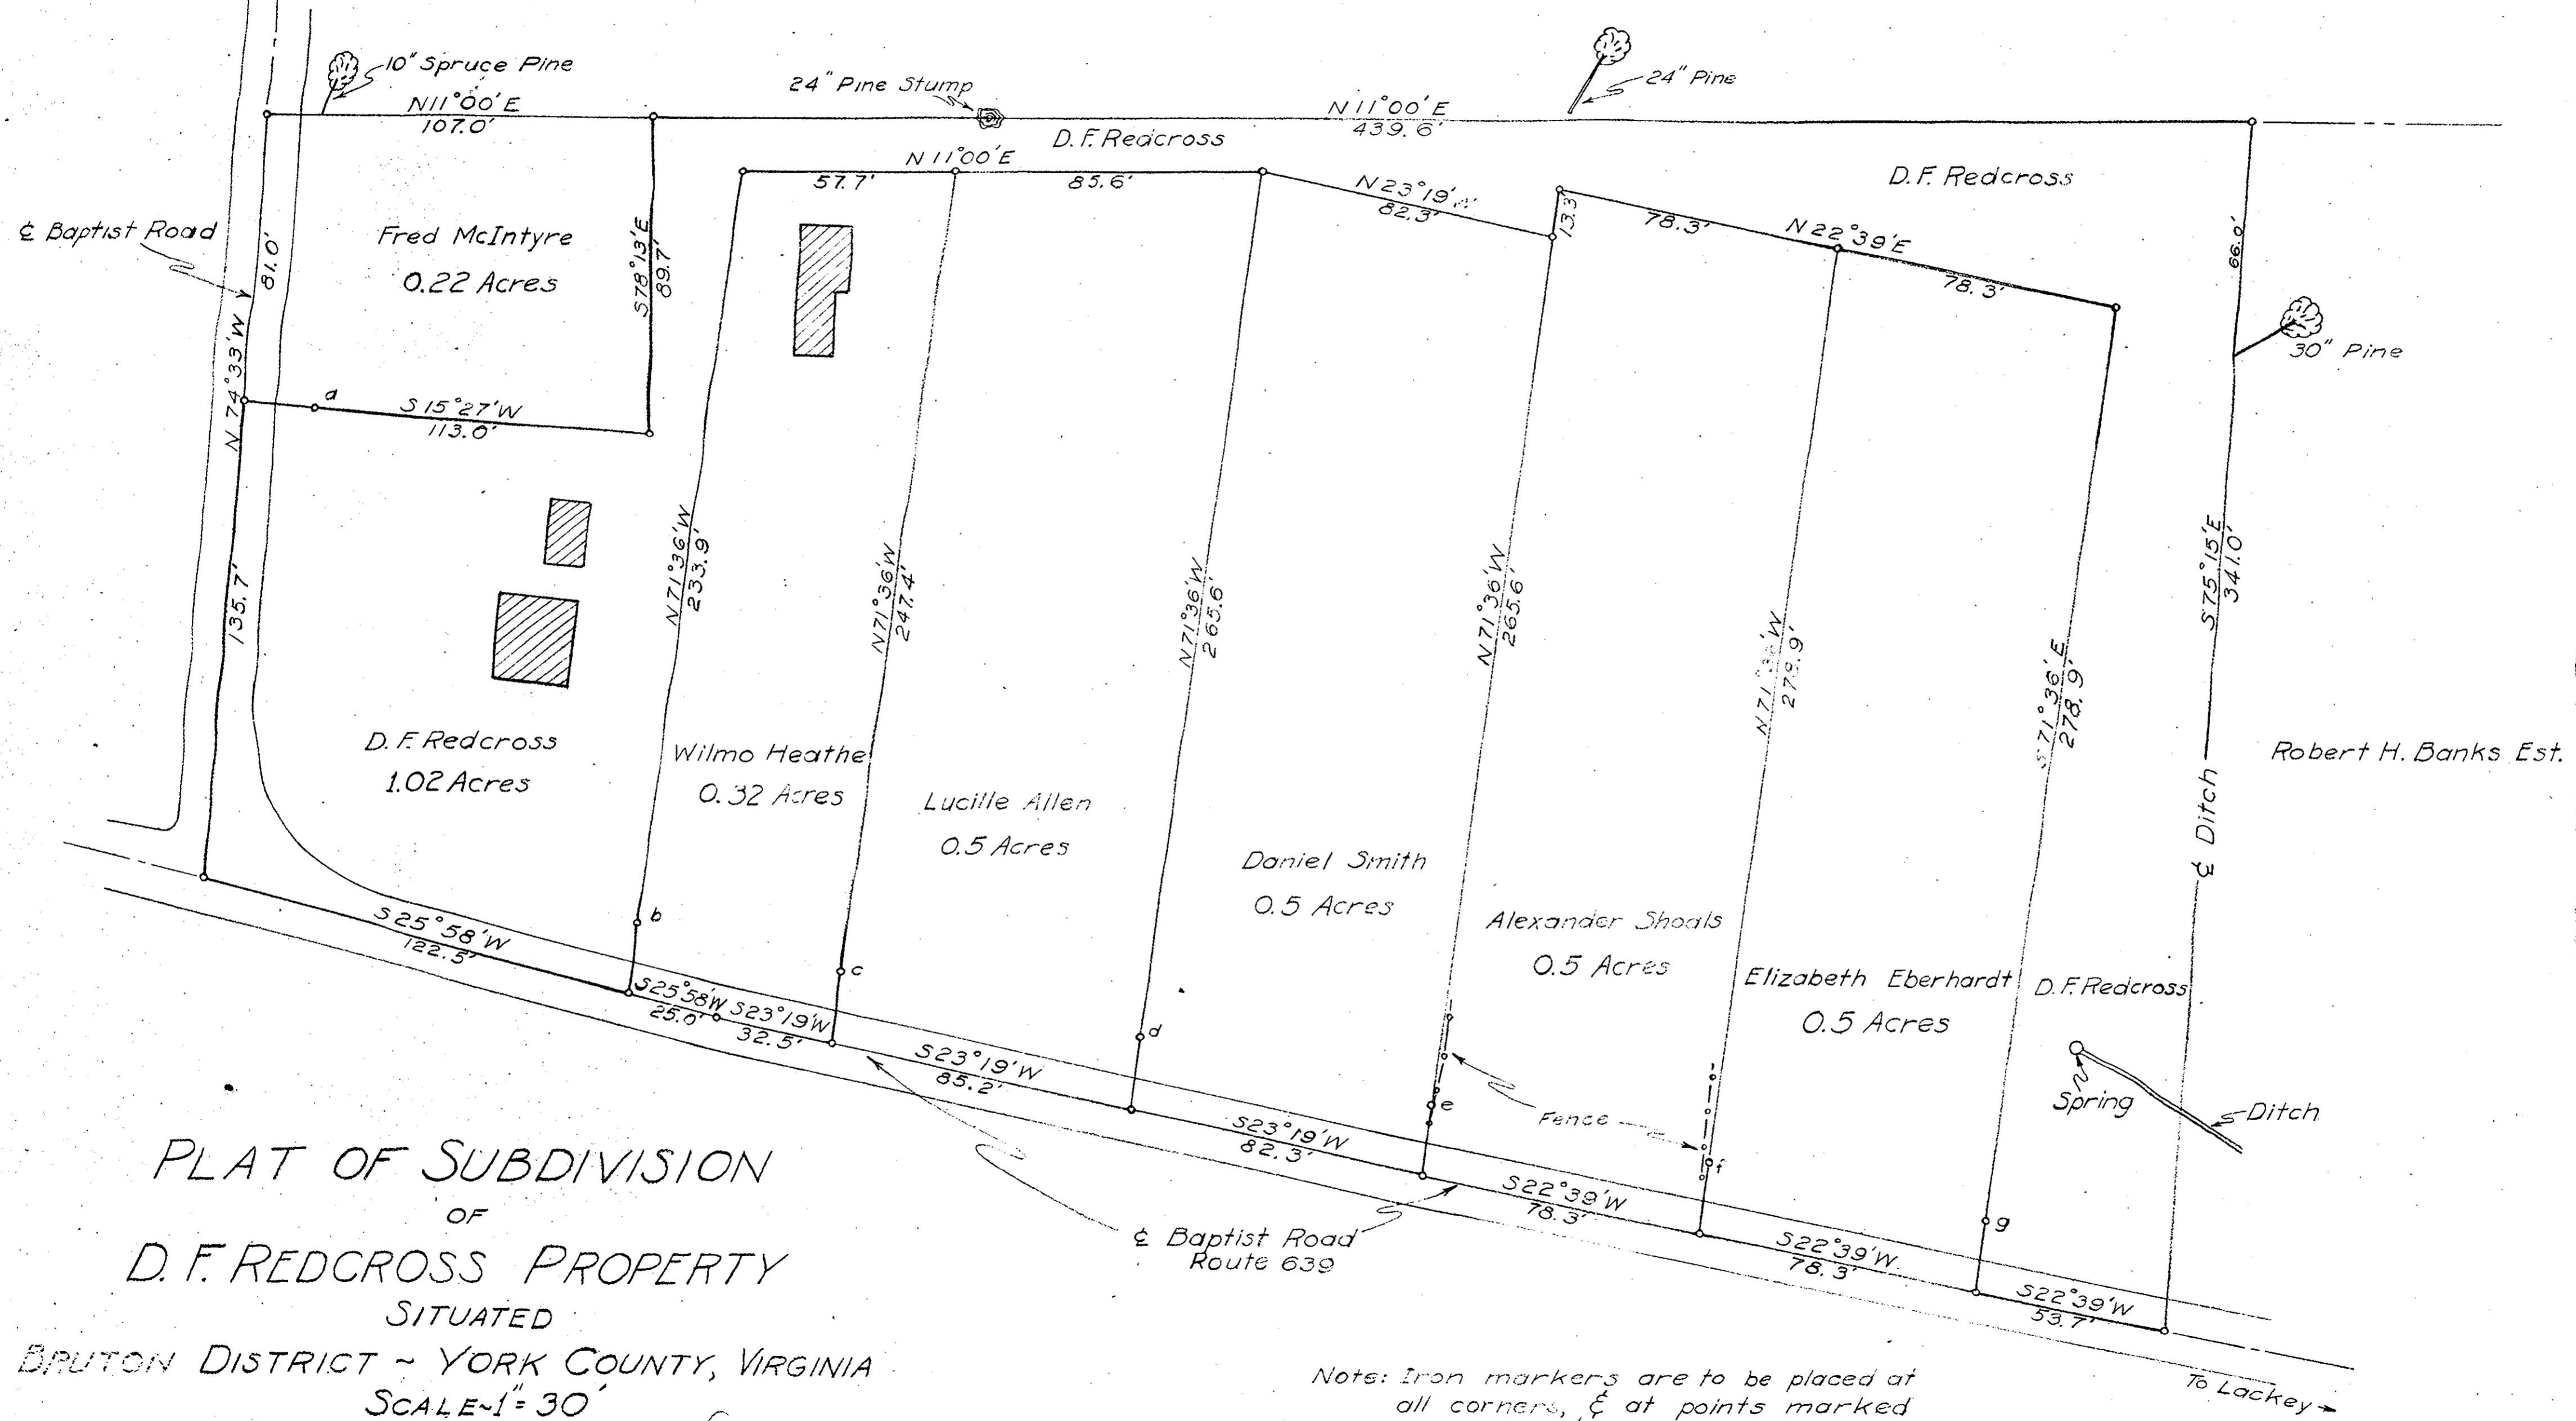 10" Spruce Pine
24" Pine Stump
24" Pine
N11°00'E
107.0'
N11°00'E
439.6'
D.F. Redcross
N11°00'E
57.7'
85.6'
N23°19'
82.3'
13.3'
78.3'
N22°39'E
78.3'
D.F. Redcross
66.0'
30" Pine
℄ Baptist Road
81.0'
Fred McIntyre
0.22 Acres
S78°13'E
89.7'
N74°33'W
a
S15°27'W
113.0'
135.7'
N71°36'W
233.9'
N71°36'W
247.4'
N71°36'W
265.6'
N71°36'W
265.6'
N71°36'W
278.9'
S71°36'E
278.9'
S75°15'E
341.0'
℄ Ditch
Robert H. Banks Est.
D.F. Redcross
1.02 Acres
Wilmo Heathe
0.32 Acres
Lucille Allen
0.5 Acres
Daniel Smith
0.5 Acres
Alexander Shoals
0.5 Acres
Elizabeth Eberhardt
0.5 Acres
D.F. Redcross
b
c
d
e
f
g
S25°58'W
122.5'
S25°58'W
25.0'
S23°19'W
32.5'
S23°19'W
85.2'
S23°19'W
82.3'
S22°39'W
78.3'
S22°39'W
78.3'
S22°39'W
53.7'
Fence
Spring
Ditch
℄ Baptist Road
Route 639
To Lackey
PLAT OF SUBDIVISION
OF
D.F. REDCROSS PROPERTY
SITUATED
BRUTON DISTRICT ~ YORK COUNTY, VIRGINIA
SCALE~1"=30'
Note: Iron markers are to be placed at
all corners, & at points marked